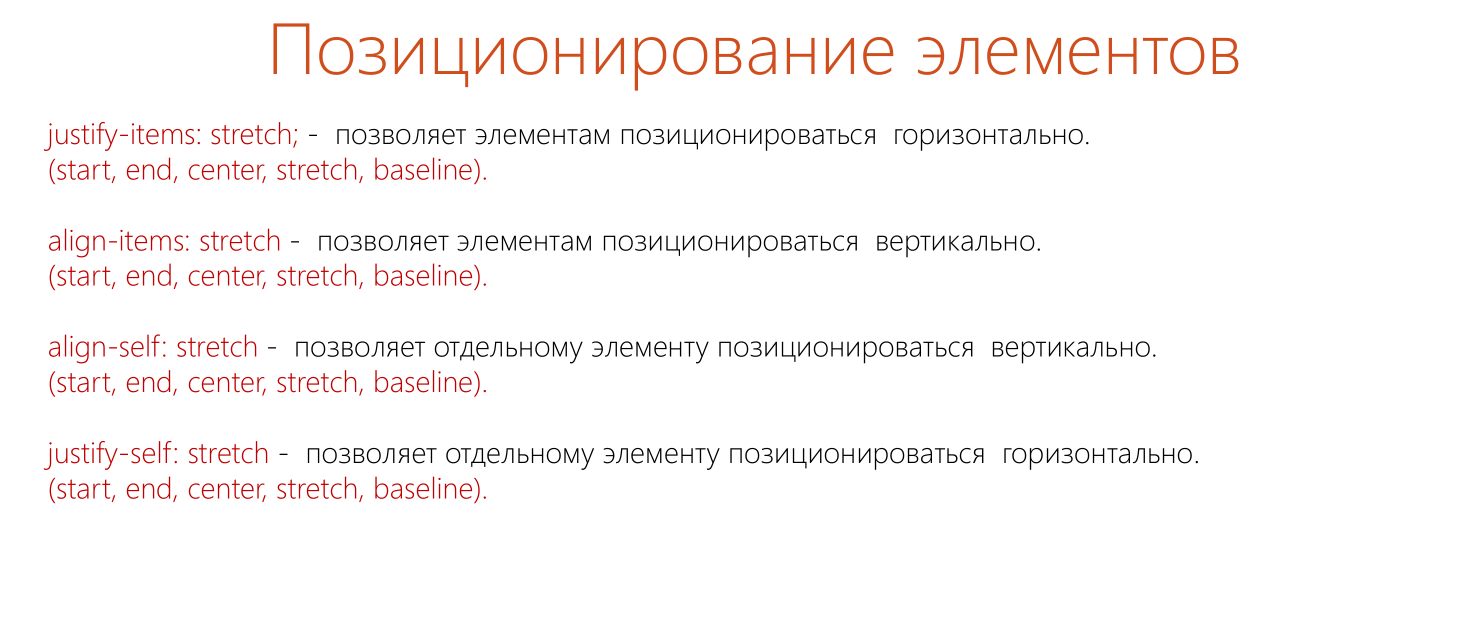 Позиционирование элементов
justify-items: stretch; -  позволяет элементам позиционироваться  горизонтально.
(start, end, center, stretch, baseline).
align-items: stretch -  позволяет элементам позиционироваться  вертикально.
(start, end, center, stretch, baseline).
align-self: stretch -  позволяет отдельному элементу позиционироваться  вертикально.
(start, end, center, stretch, baseline).
justify-self: stretch -  позволяет отдельному элементу позиционироваться  горизонтально.
(start, end, center, stretch, baseline).